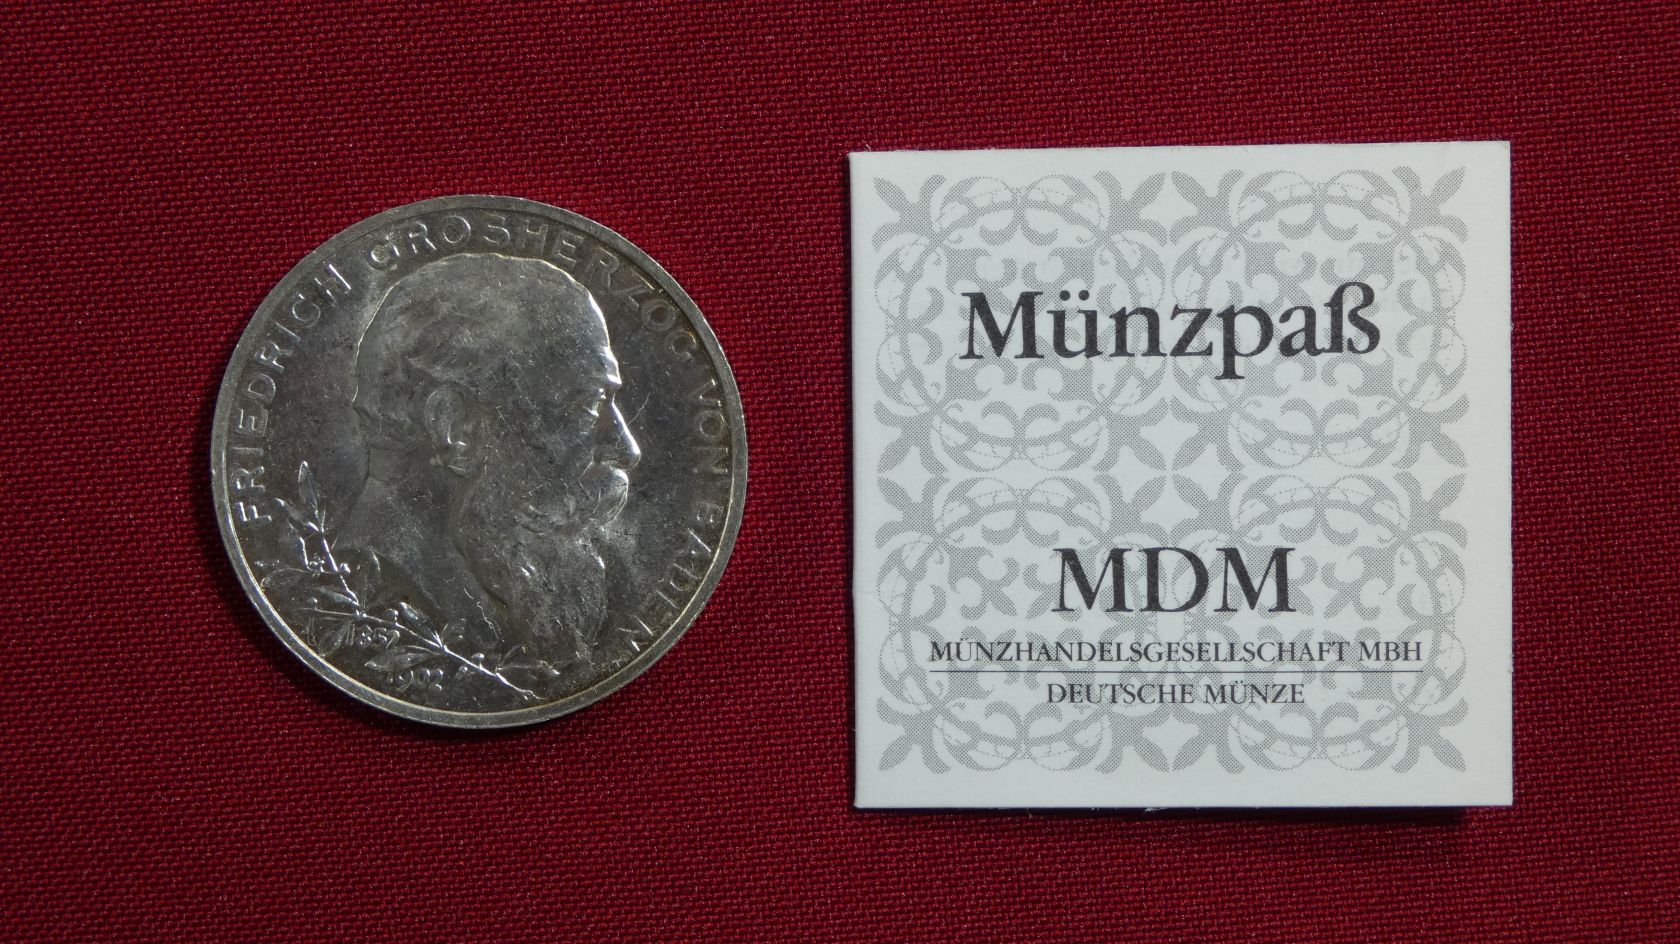 FRIEDRICH GROSHERZOG VON BADEN
1852
1902
Münzpaß
MDM
MÜNZHANDELSGESELLSCHAFT MBH
DEUTSCHE MÜNZE